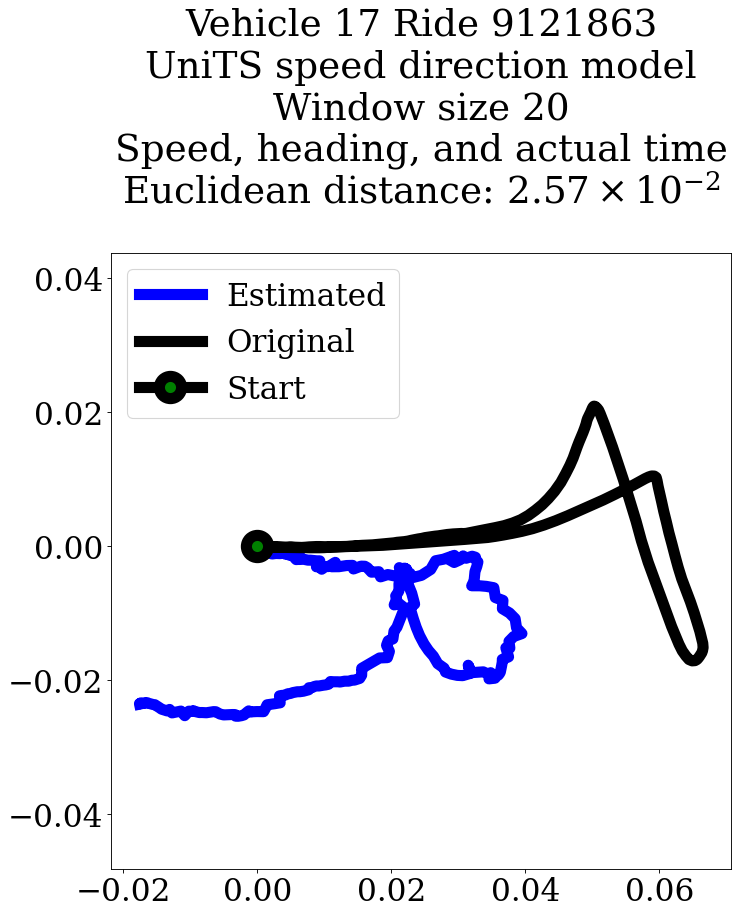 Vehicle 17 Ride 9121863
UniTS speed direction model
Window size 20
Speed, heading, and actual time
Euclidean distance: 2.57 × 10⁻²
Estimated
Original
Start
0.04
0.02
0.00
−0.02
−0.04
−0.02 0.00 0.02 0.04 0.06